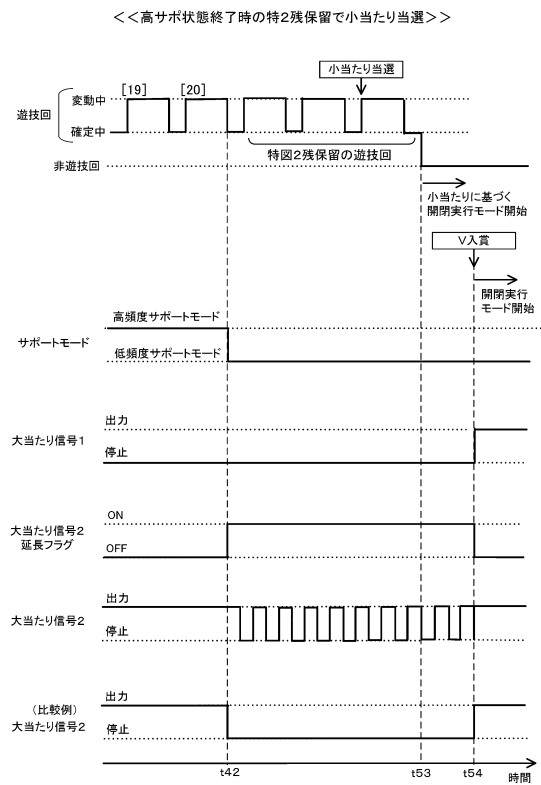 ＜＜高サポ状態終了時の特２残保留で小当たり当選＞＞
小当たり当選
[19]
[20]
遊技回
変動中
確定中
特図２残保留の遊技回
非遊技回
小当たりに基づく
開閉実行モード開始
Ｖ入賞
開閉実行
モード開始
高頻度サポートモード
サポートモード
低頻度サポートモード
出力
大当たり信号１
停止
ON
大当たり信号２
延長フラグ
OFF
出力
大当たり信号２
停止
出力
（比較例）
大当たり信号２
停止
t42
t53
t54
時間